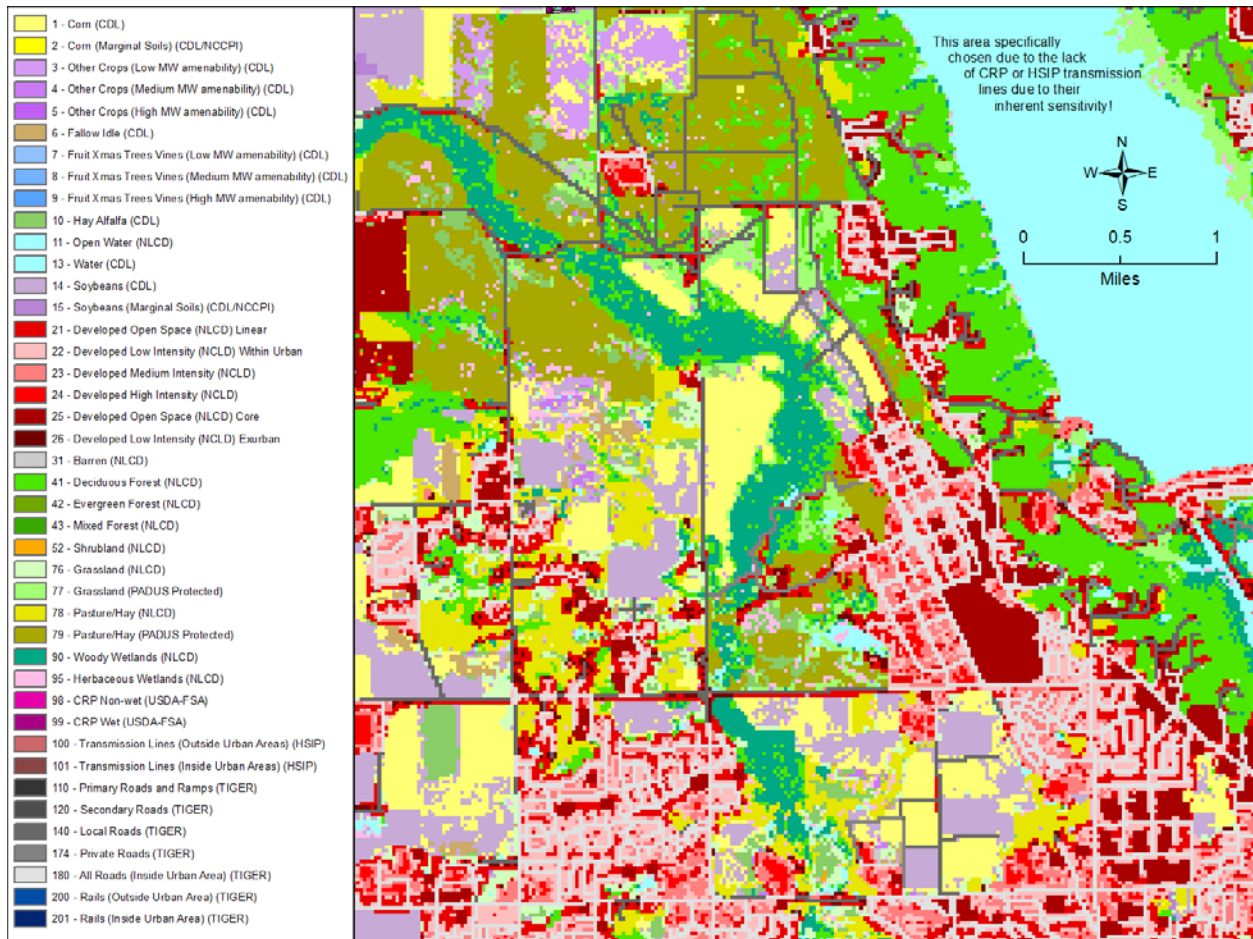 1 - Corn (CDL)
2 - Corn (Marginal Soils) (CDL/NCCPI)
3 - Other Crops (Low MW amenability) (CDL)
4 - Other Crops (Medium MW amenability) (CDL)
5 - Other Crops (High MW amenability) (CDL)
6 - Fallow Idle (CDL)
7 - Fruit Xmas Trees Vines (Low MW amenability) (CDL)
8 - Fruit Xmas Trees Vines (Medium MW amenability) (CDL)
9 - Fruit Xmas Trees Vines (High MW amenability) (CDL)
10 - Hay Alfalfa (CDL)
11 - Open Water (NLCD)
13 - Water (CDL)
14 - Soybeans (CDL)
15 - Soybeans (Marginal Soils) (CDL/NCCPI)
21 - Developed Open Space (NLCD) Linear
22 - Developed Low Intensity (NCLD) Within Urban
23 - Developed Medium Intensity (NCLD)
24 - Developed High Intensity (NCLD)
25 - Developed Open Space (NLCD) Core
26 - Developed Low Intensity (NCLD) Exurban
31 - Barren (NLCD)
41 - Deciduous Forest (NLCD)
42 - Evergreen Forest (NLCD)
43 - Mixed Forest (NLCD)
52 - Shrubland (NLCD)
76 - Grassland (NLCD)
77 - Grassland (PADUS Protected)
78 - Pasture/Hay (NLCD)
79 - Pasture/Hay (PADUS Protected)
90 - Woody Wetlands (NLCD)
95 - Herbaceous Wetlands (NLCD)
98 - CRP Non-wet (USDA-FSA)
99 - CRP Wet (USDA-FSA)
100 - Transmission Lines (Outside Urban Areas) (HSIP)
101 - Transmission Lines (Inside Urban Areas) (HSIP)
110 - Primary Roads and Ramps (TIGER)
120 - Secondary Roads (TIGER)
140 - Local Roads (TIGER)
174 - Private Roads (TIGER)
180 - All Roads (Inside Urban Area) (TIGER)
200 - Rails (Outside Urban Area) (TIGER)
201 - Rails (Inside Urban Area) (TIGER)
This area specifically
chosen due to the lack
of CRP or HSIP transmission
lines due to their
inherent sensitivity!
N
W E
S
0 0.5 1
Miles